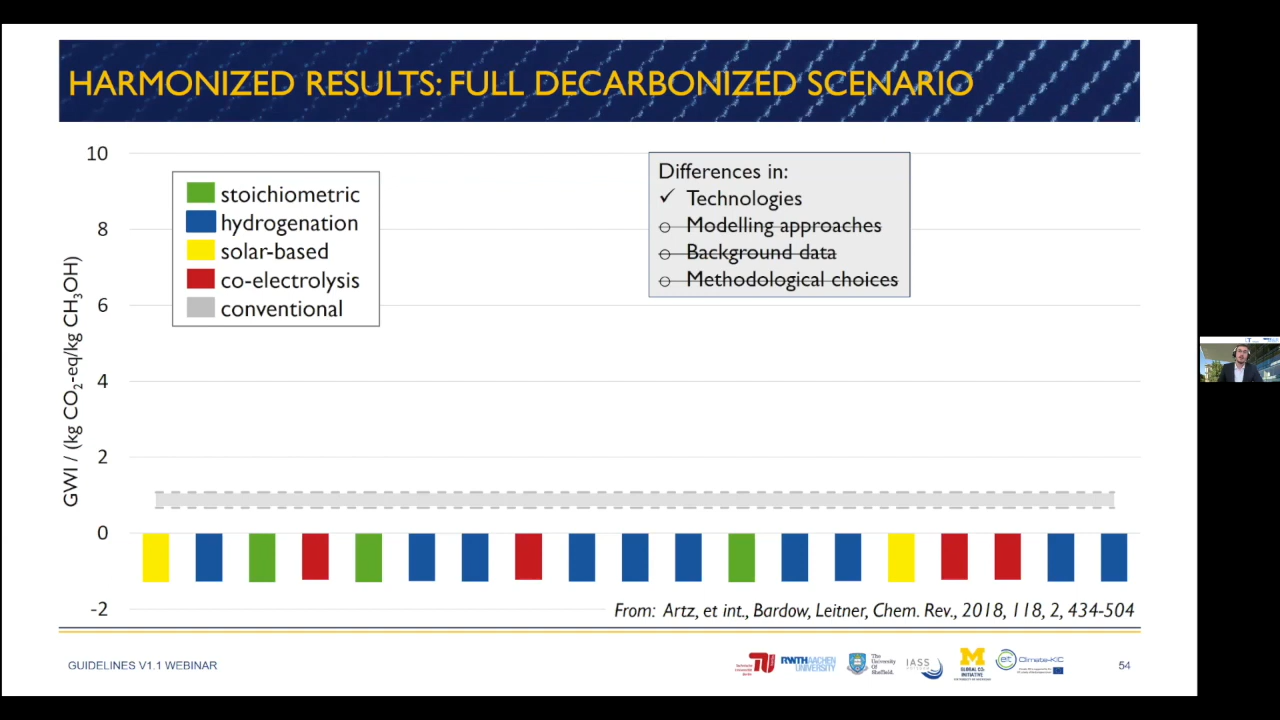 HARMONIZED RESULTS: FULL DECARBONIZED SCENARIO
10
8
6
4
2
0
-2
GWI / (kg CO₂-eq/kg CH₃OH)
stoichiometric
hydrogenation
solar-based
co-electrolysis
conventional
Differences in:
✓ Technologies
○ Modelling approaches
○ Background data
○ Methodological choices
From: Artz, et int., Bardow, Leitner, Chem. Rev., 2018, 118, 2, 434-504
GUIDELINES V1.1 WEBINAR
RWTH AACHEN
UNIVERSITY
The
University
Of
Sheffield
IASS
M
GLOBAL CO₂
INITIATIVE
et
Climate-KIC
54